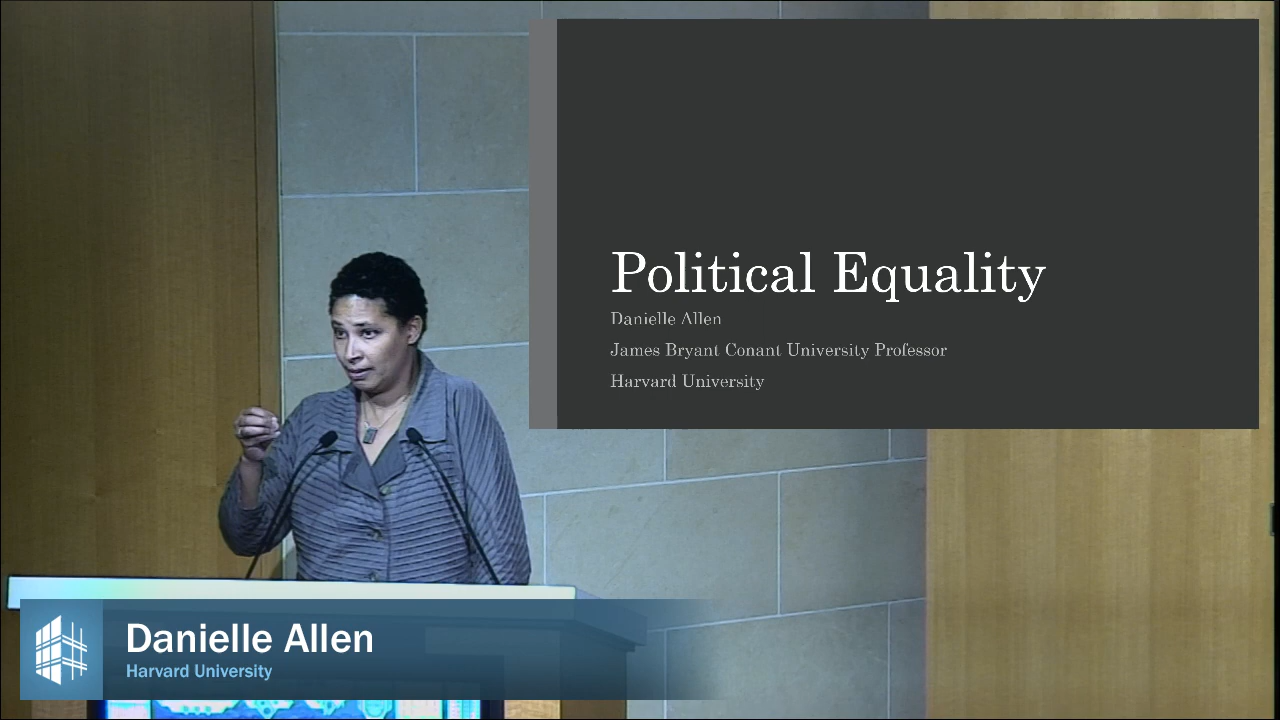 Political Equality
Danielle Allen
James Bryant Conant University Professor
Harvard University
Danielle Allen
Harvard University